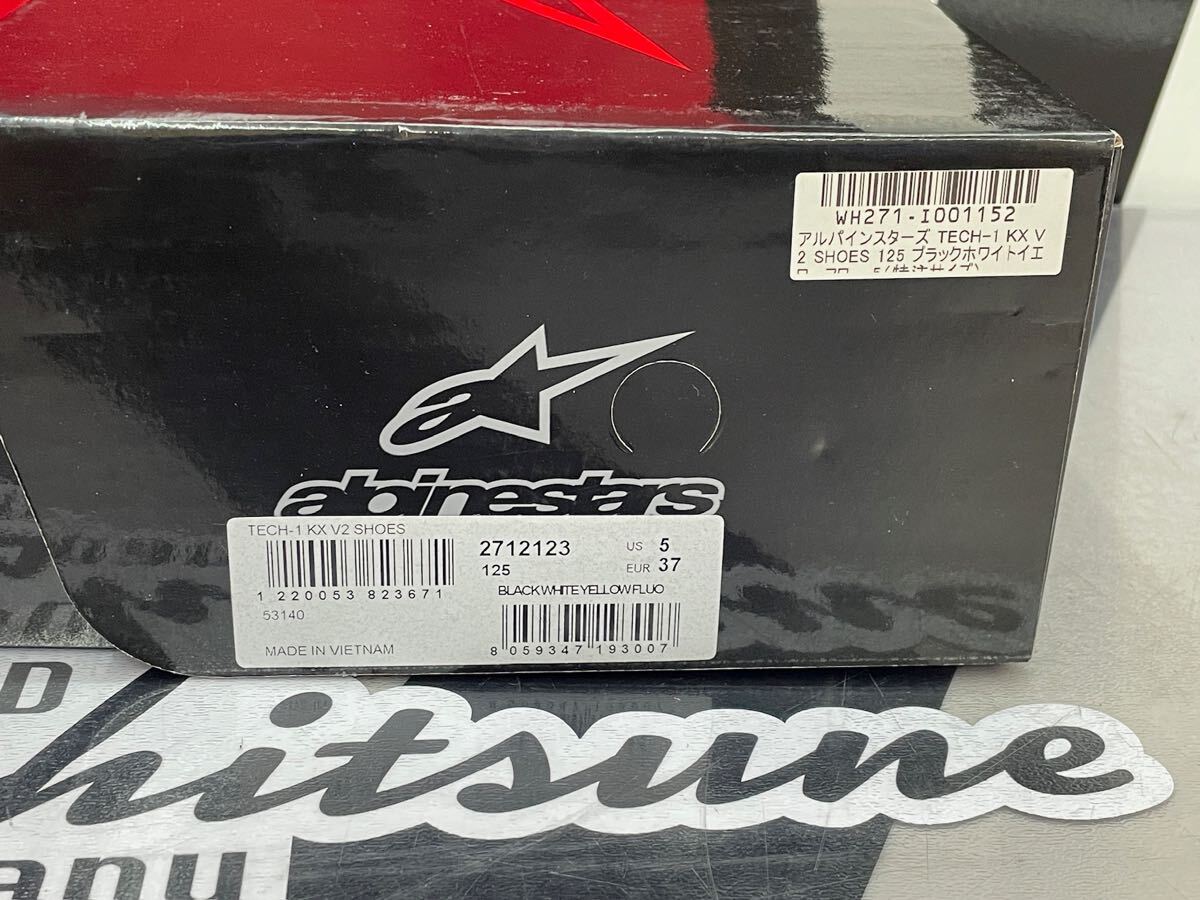 WH271-I001152
アルパインスターズ TECH-1 KX V
2 SHOES 125 ブラックホワイトイエ
alpinestars
TECH-1 KX V2 SHOES
2712123
US 5
125
EUR 37
BLACK WHITE YELLOW FLUO
1 220053 823671
53140
MADE IN VIETNAM
8 059347 193007